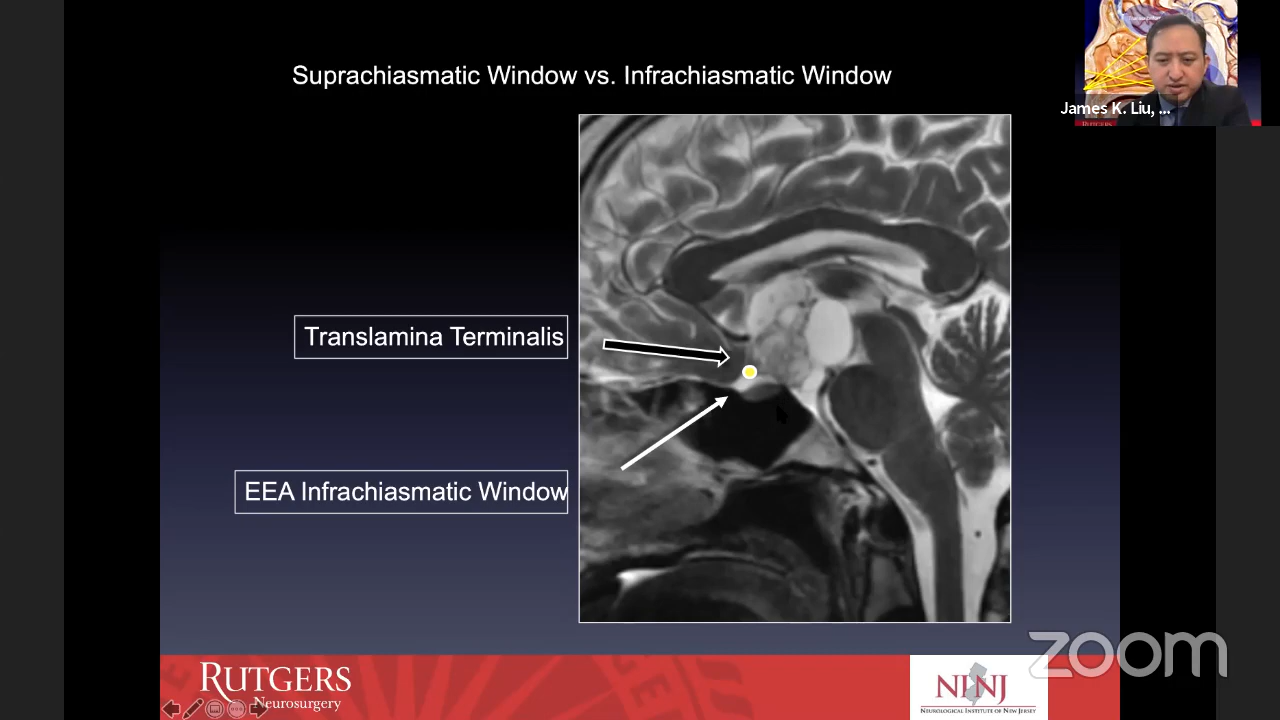 Suprachiasmatic Window vs. Infrachiasmatic Window
James K. Liu, ...
Translamina Terminalis
EEA Infrachiasmatic Window
zoom
RUTGERS
Neurosurgery
NINJ
NEUROLOGICAL INSTITUTE OF NEW JERSEY